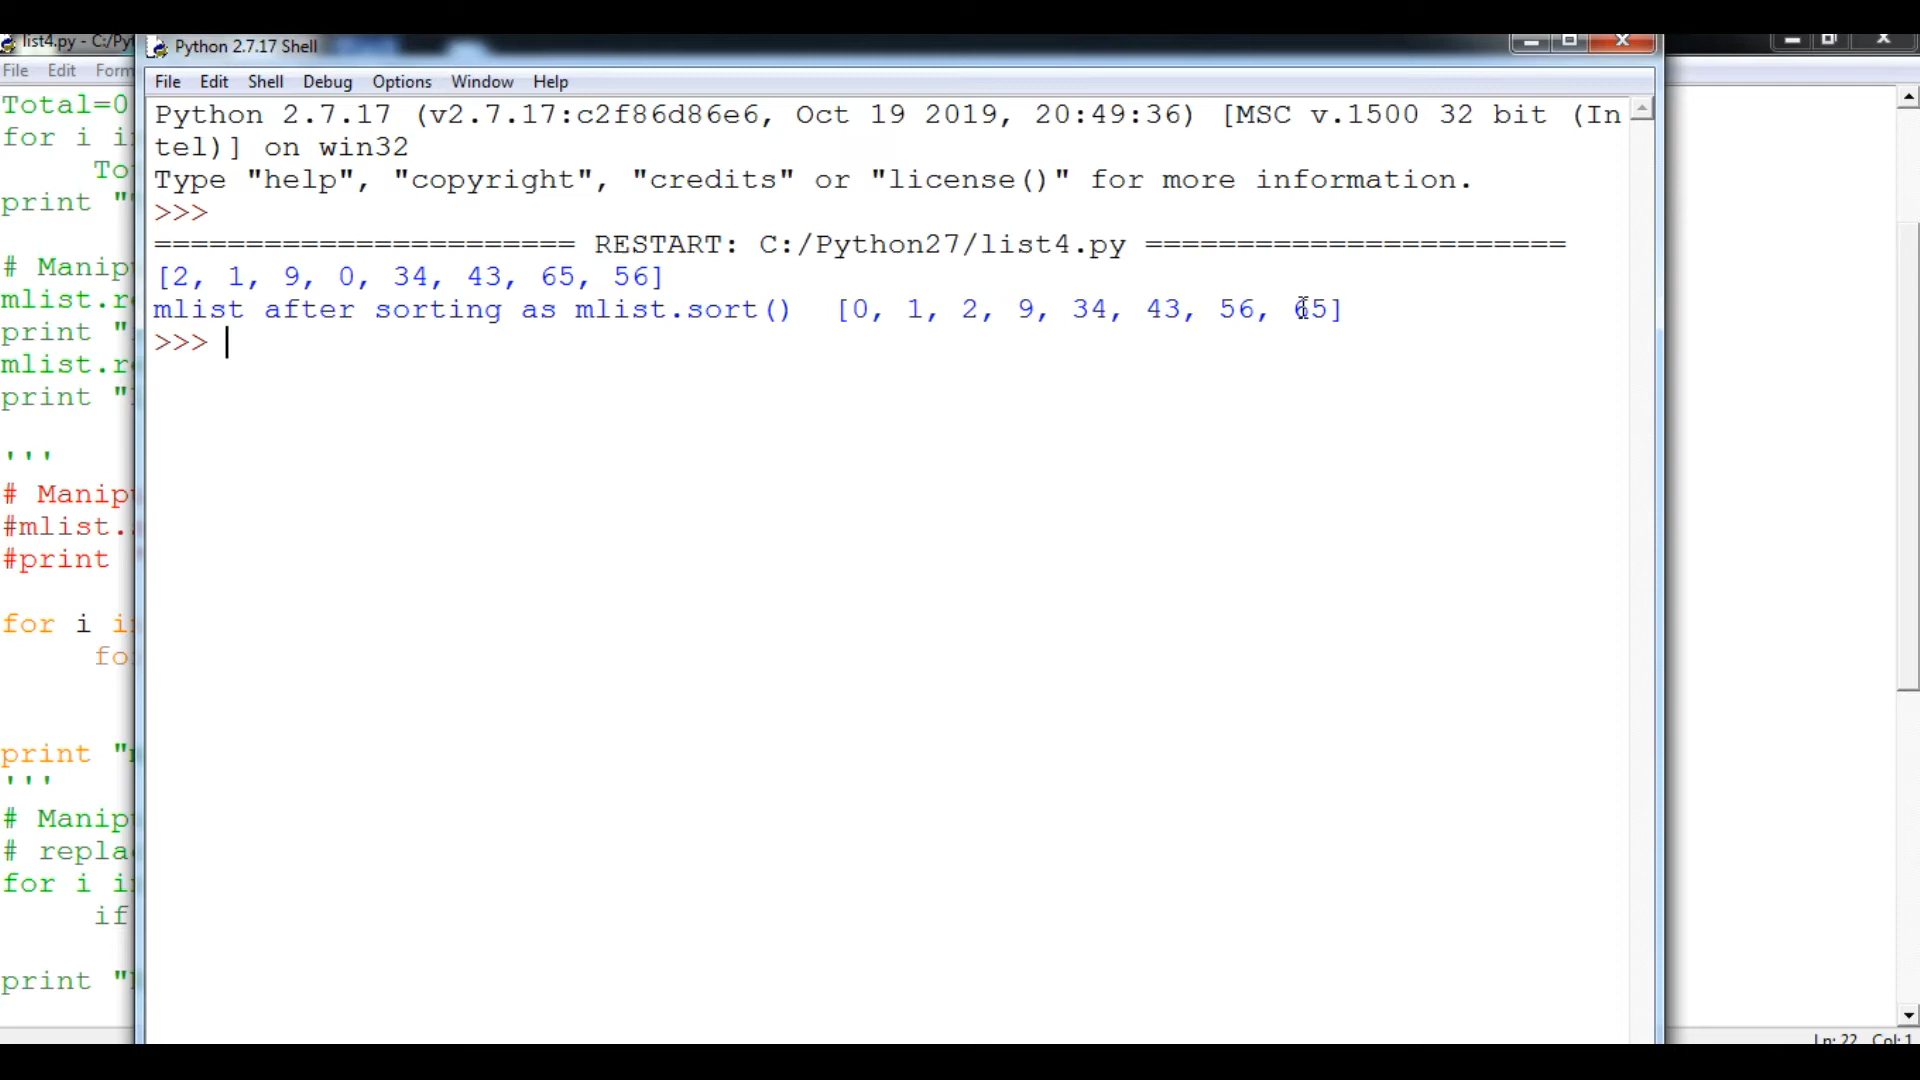 list4.py - C:/Pyt
File Edit Form
Total=0
for i i
To
print "
# Manip
mlist.r
print "
mlist.r
print "
'''
# Manip
#mlist.
#print
for i i
fo
print "
'''
# Manip
# repla
for i i
if
print "
Python 2.7.17 Shell
File Edit Shell Debug Options Window Help
Python 2.7.17 (v2.7.17:c2f86d86e6, Oct 19 2019, 20:49:36) [MSC v.1500 32 bit (In
tel)] on win32
Type "help", "copyright", "credits" or "license()" for more information.
>>>
======================= RESTART: C:/Python27/list4.py =======================
[2, 1, 9, 0, 34, 43, 65, 56]
mlist after sorting as mlist.sort()  [0, 1, 2, 9, 34, 43, 56, 65]
>>>
Ln: 22 Col: 1